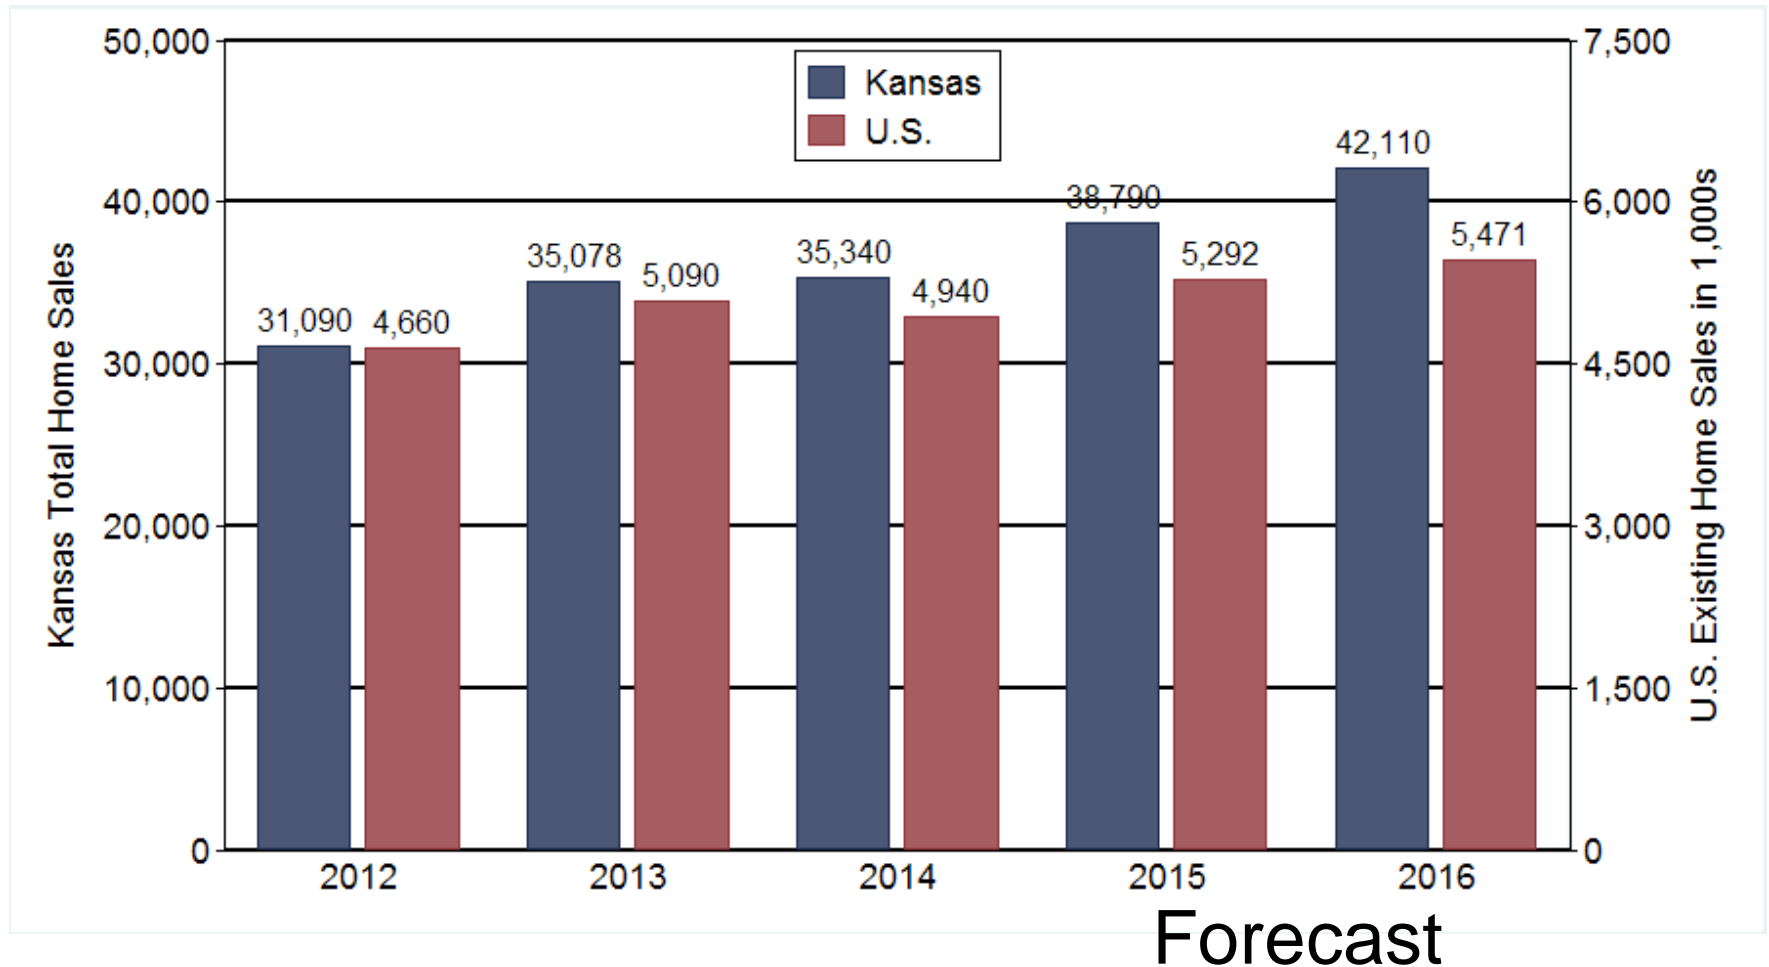 50,000
40,000
30,000
20,000
10,000
0
Kansas Total Home Sales
7,500
6,000
4,500
3,000
1,500
0
U.S. Existing Home Sales in 1,000s
Kansas
U.S.
31,090 4,660
35,078 5,090
35,340 4,940
38,790 5,292
42,110 5,471
2012 2013 2014 2015 2016
Forecast